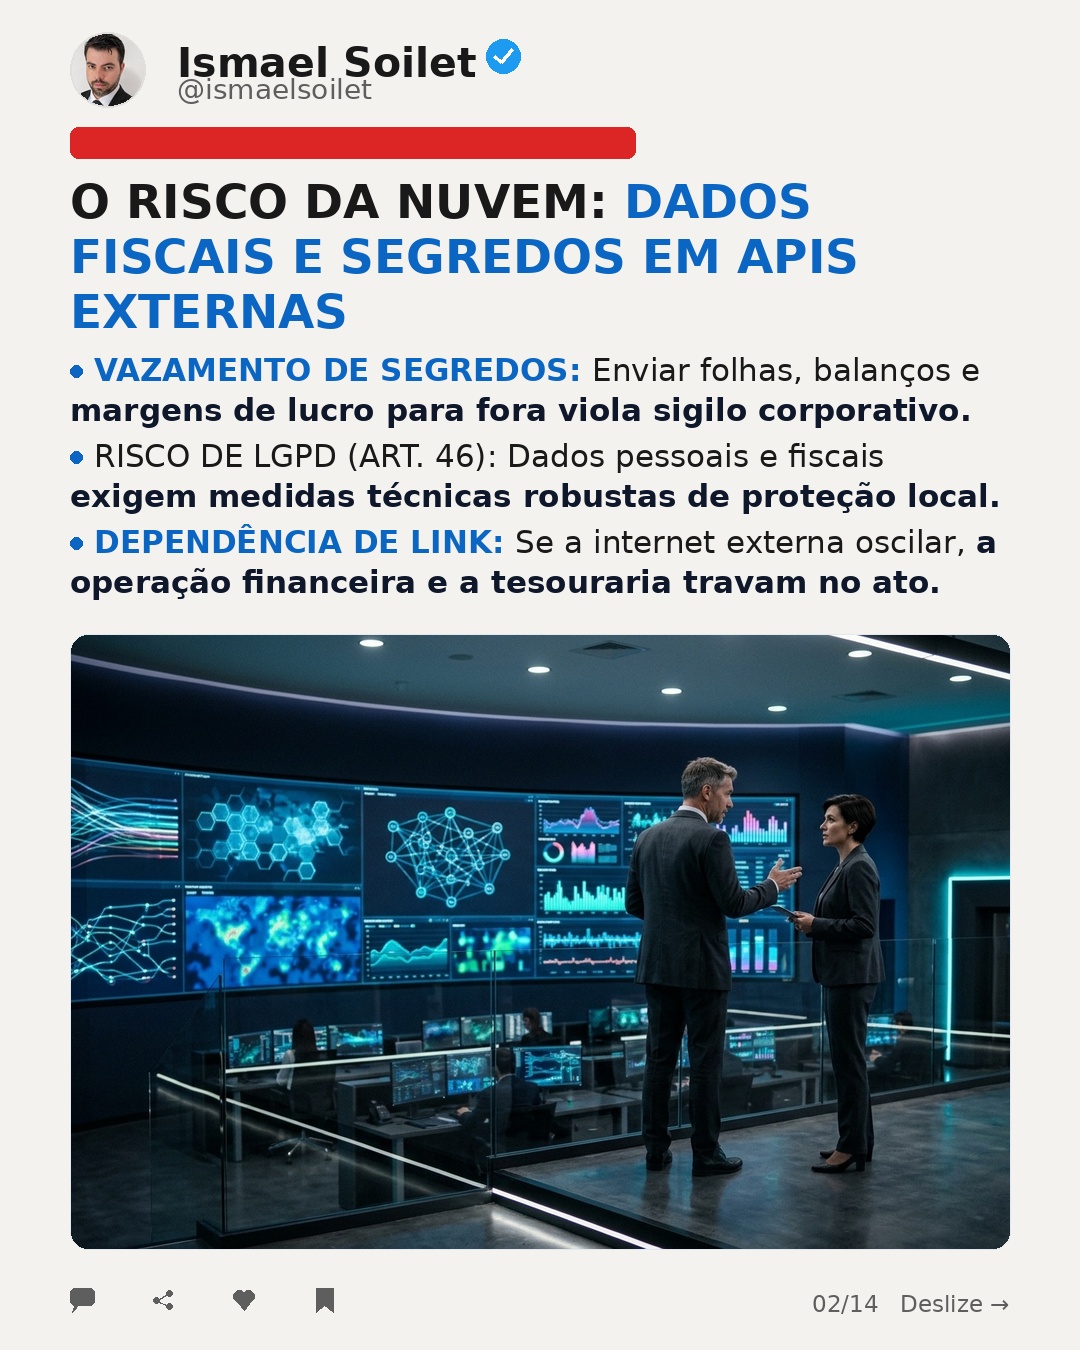 Ismael Soilet
@ismaelsoilet
O RISCO DA NUVEM: DADOS
FISCAIS E SEGREDOS EM APIS
EXTERNAS
• VAZAMENTO DE SEGREDOS: Enviar folhas, balanços e
margens de lucro para fora viola sigilo corporativo.
• RISCO DE LGPD (ART. 46): Dados pessoais e fiscais
exigem medidas técnicas robustas de proteção local.
• DEPENDÊNCIA DE LINK: Se a internet externa oscilar, a
operação financeira e a tesouraria travam no ato.
02/14 Deslize →